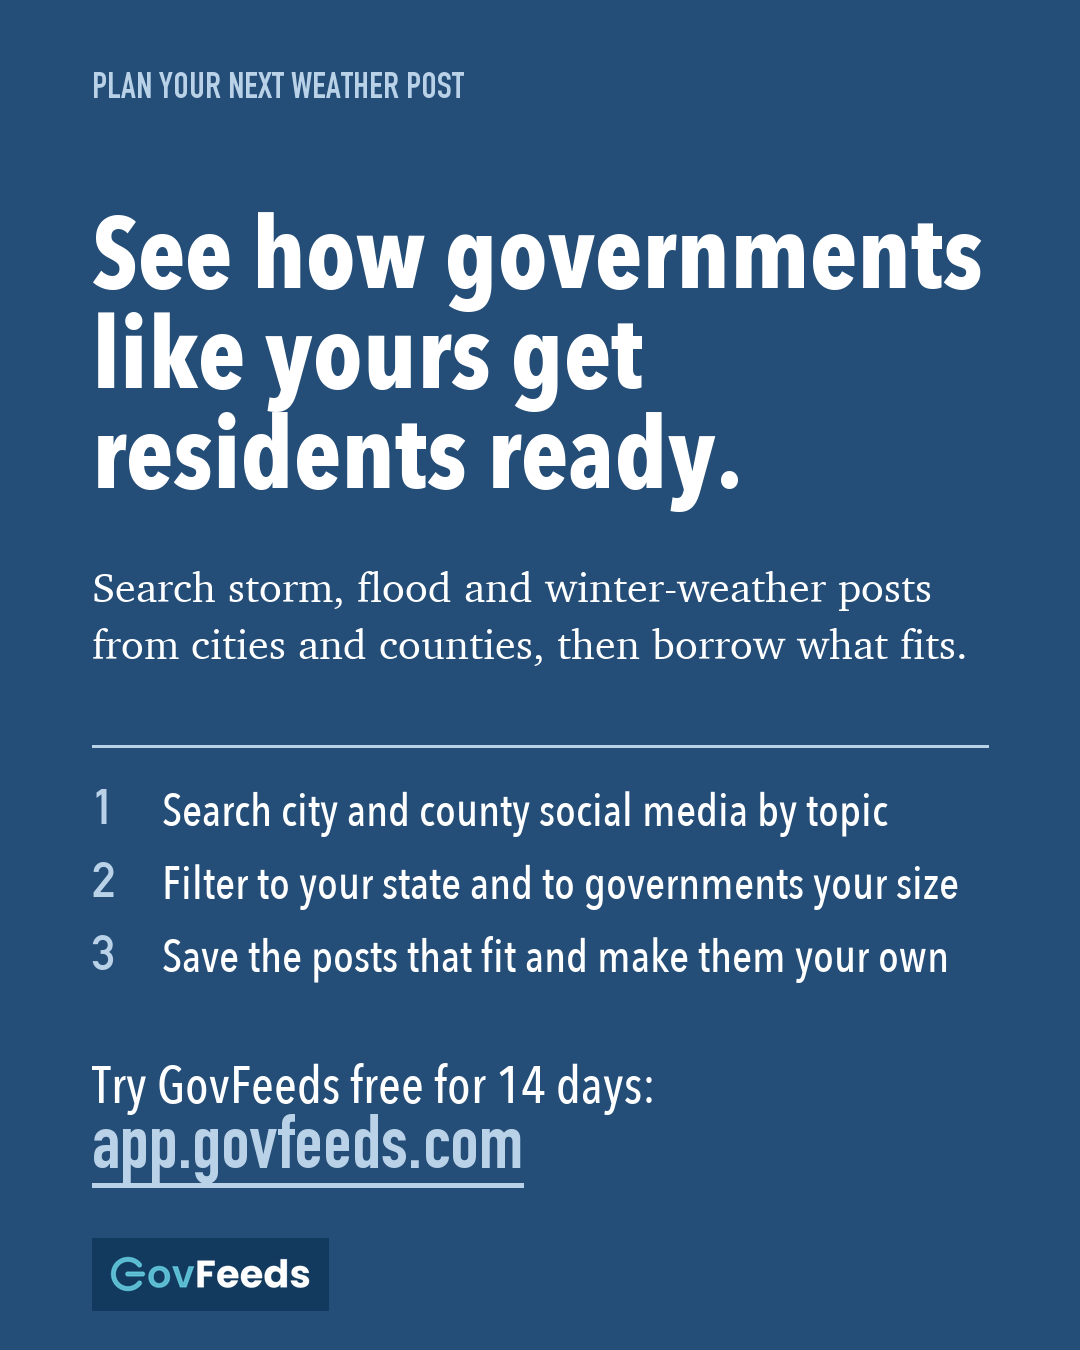 PLAN YOUR NEXT WEATHER POST
See how governments
like yours get
residents ready.
Search storm, flood and winter-weather posts
from cities and counties, then borrow what fits.
1 Search city and county social media by topic
2 Filter to your state and to governments your size
3 Save the posts that fit and make them your own
Try GovFeeds free for 14 days:
app.govfeeds.com
GovFeeds